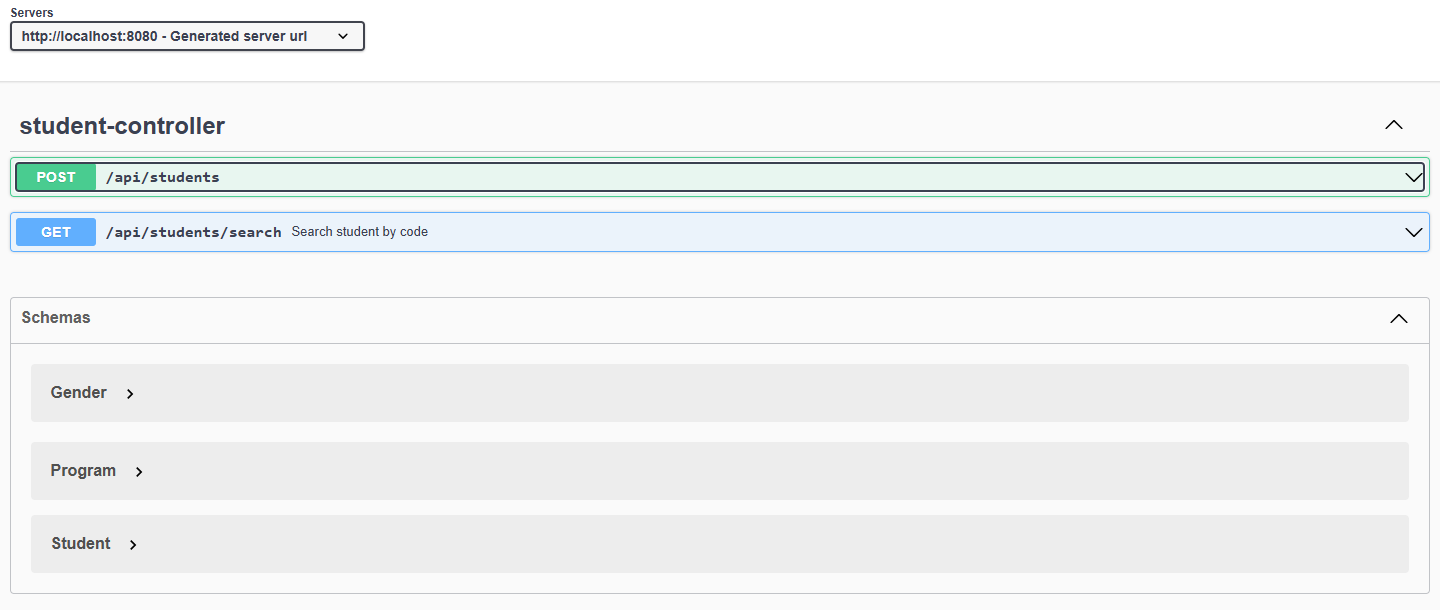 Servers
http://localhost:8080 - Generated server url
student-controller
POST /api/students
GET /api/students/search Search student by code
Schemas
Gender
Program
Student